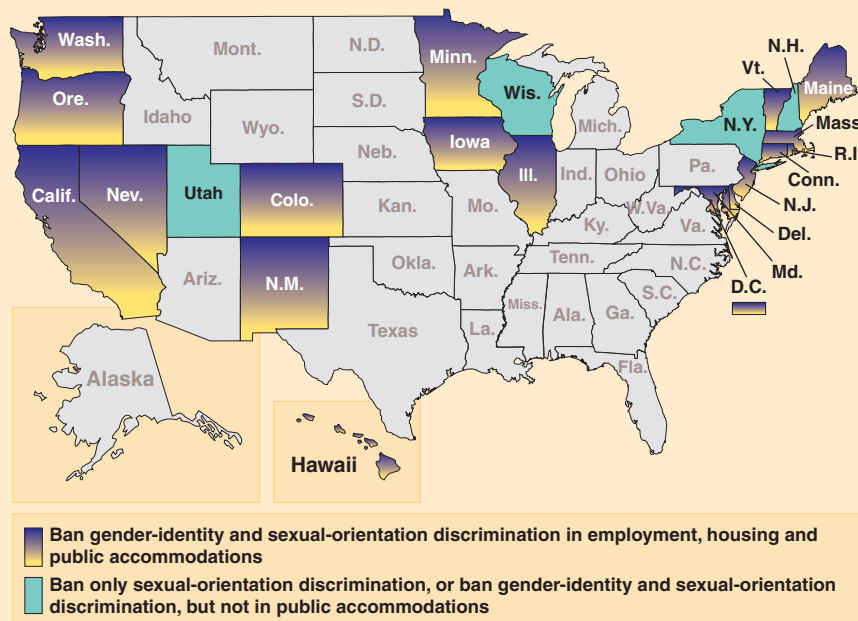 Wash.
Mont.
N.D.
Minn.
Vt.
N.H.
Maine
Ore.
Idaho
S.D.
Wis.
N.Y.
Mass
Wyo.
Mich.
R.I
Iowa
Neb.
Pa.
Conn.
Calif.
Nev.
Utah
Colo.
Ill.
Ind.
Ohio
N.J.
Kan.
Mo.
W.Va.
Va.
Del.
Ky.
Md.
Ariz.
N.M.
Okla.
Ark.
Tenn.
N.C.
D.C.
S.C.
Texas
La.
Miss.
Ala.
Ga.
Fla.
Alaska
Hawaii
Ban gender-identity and sexual-orientation discrimination in employment, housing and
public accommodations
Ban only sexual-orientation discrimination, or ban gender-identity and sexual-orientation
discrimination, but not in public accommodations